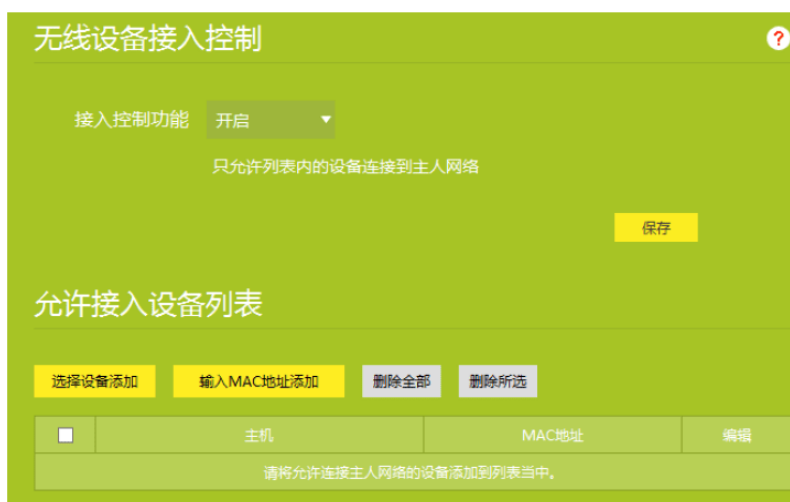 无线设备接入控制
?
接入控制功能 开启
只允许列表内的设备连接到主人网络
保存
允许接入设备列表
选择设备添加 输入MAC地址添加 删除全部 删除所选
主机 MAC地址 编辑
请将允许连接主人网络的设备添加到列表当中。